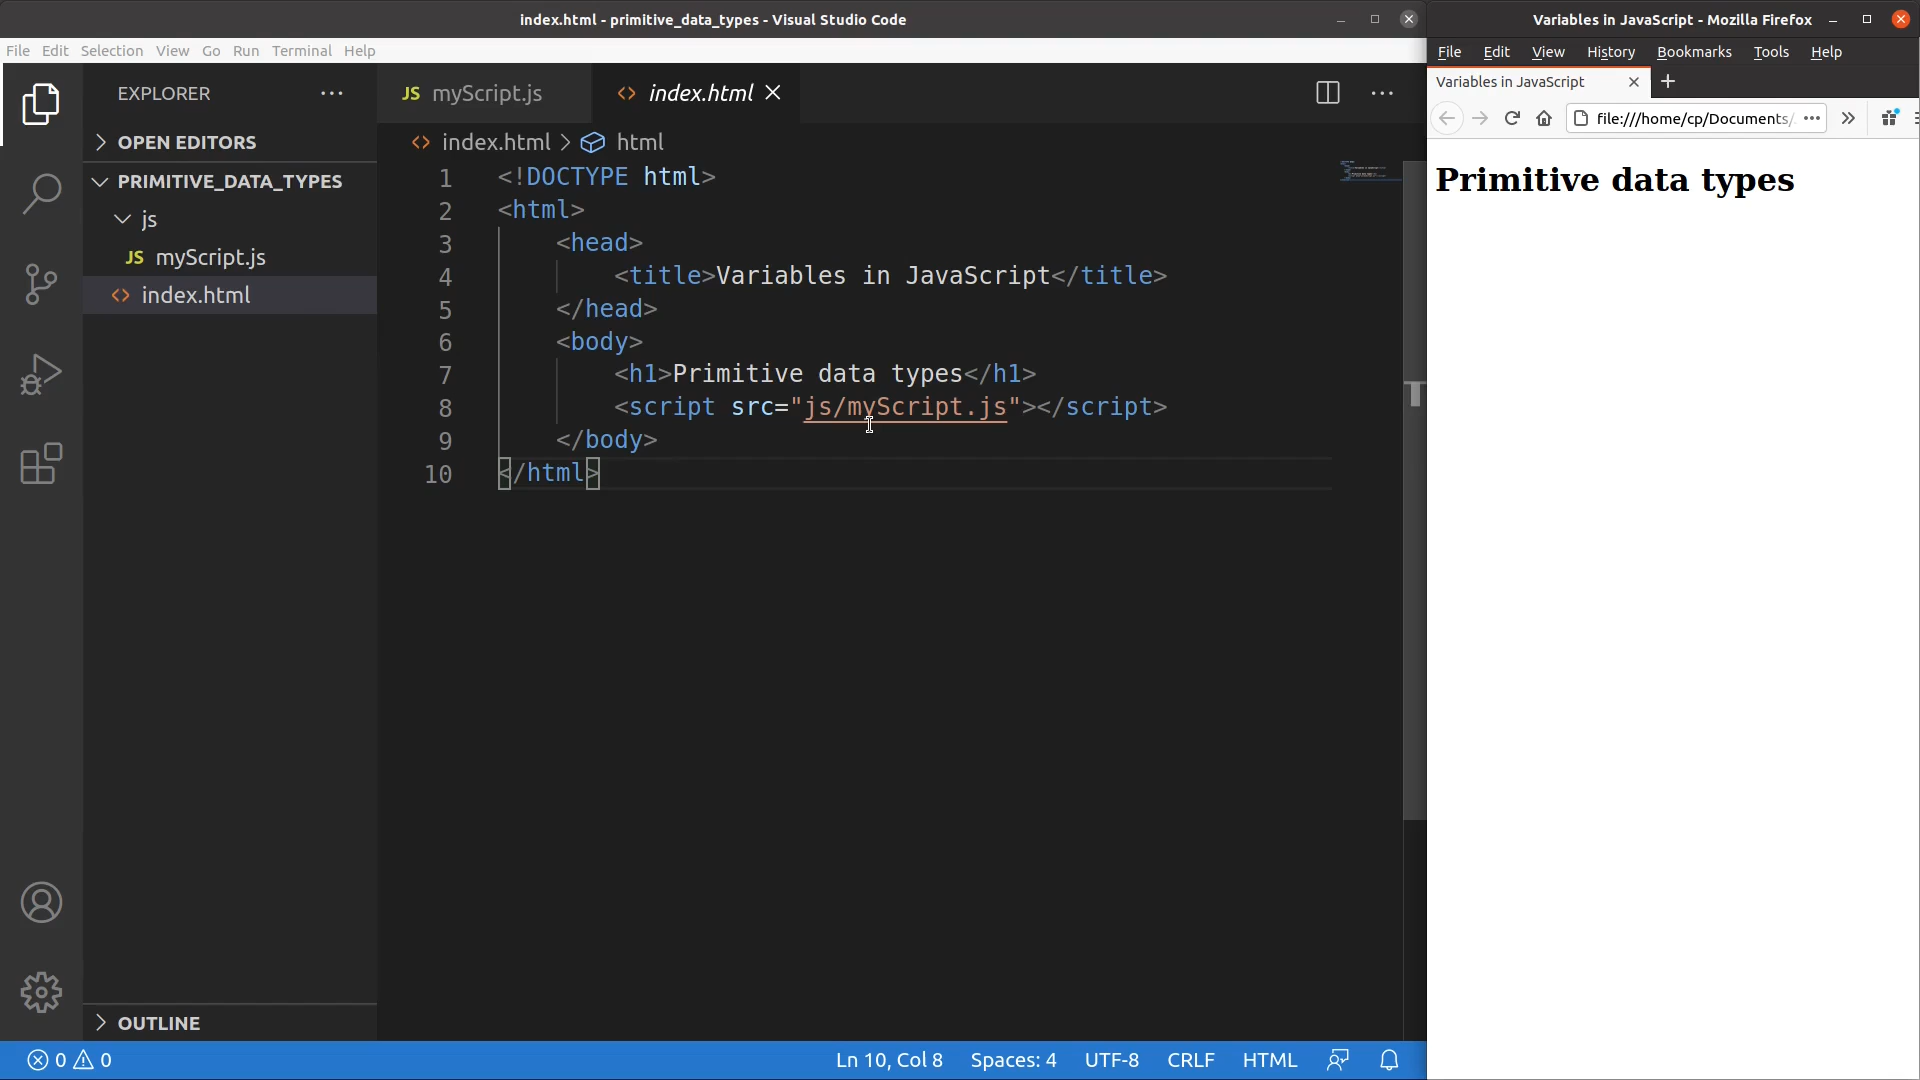 index.html - primitive_data_types - Visual Studio Code
File Edit Selection View Go Run Terminal Help
EXPLORER
OPEN EDITORS
PRIMITIVE_DATA_TYPES
js
JS myScript.js
<> index.html
OUTLINE
JS myScript.js
<> index.html
<> index.html > html
1 <!DOCTYPE html>
2 <html>
3 <head>
4 <title>Variables in JavaScript</title>
5 </head>
6 <body>
7 <h1>Primitive data types</h1>
8 <script src="js/myScript.js"></script>
9 </body>
10 </html>
0 0 Ln 10, Col 8 Spaces: 4 UTF-8 CRLF HTML
Variables in JavaScript - Mozilla Firefox
File Edit View History Bookmarks Tools Help
Variables in JavaScript
file:///home/cp/Documents/
Primitive data types